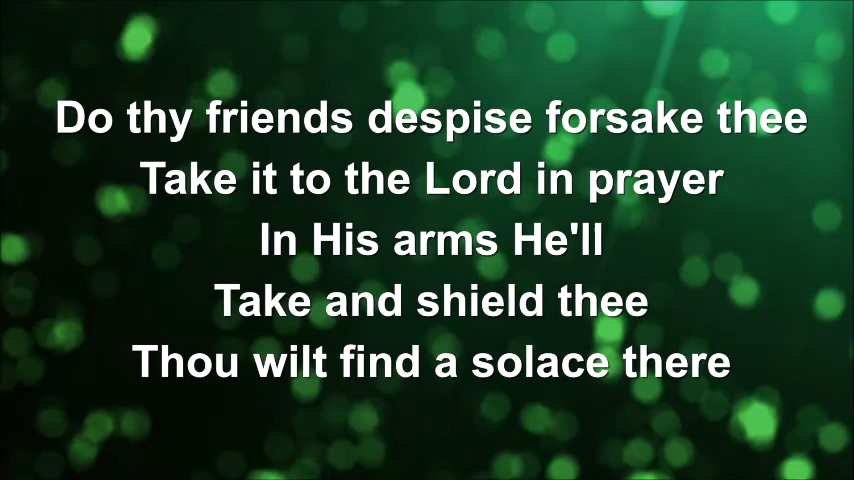 Do thy friends despise forsake thee
Take it to the Lord in prayer
In His arms He'll
Take and shield thee
Thou wilt find a solace there